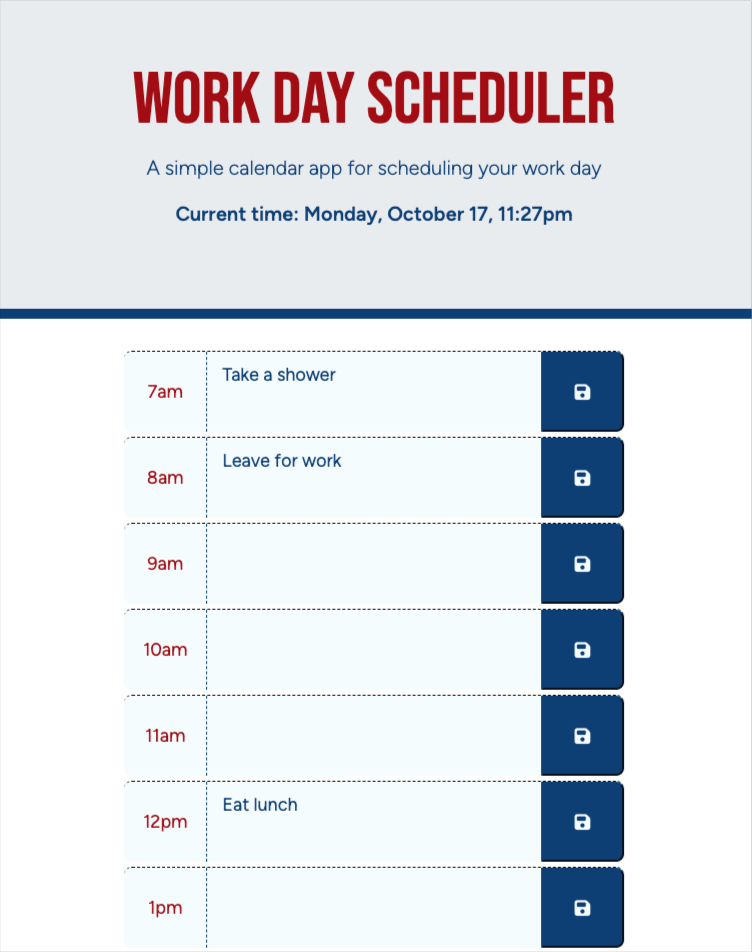 WORK DAY SCHEDULER
A simple calendar app for scheduling your work day
Current time: Monday, October 17, 11:27pm
7am
Take a shower
8am
Leave for work
9am
10am
11am
12pm
Eat lunch
1pm